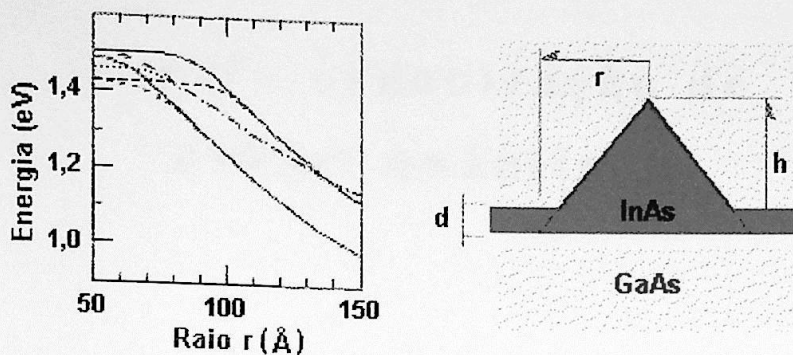 Energia (eV)
1,4
1,2
1,0
50
100
150
Raio r (Å)
r
h
d
InAs
GaAs